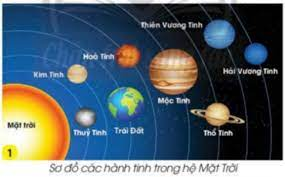 Thiên Vương Tinh
Hoả Tinh
Kim Tinh
Hải Vương Tinh
Mộc Tinh
Mặt trời
Thuỷ Tinh
Trái Đất
Thổ Tinh
1
Sơ đồ các hành tinh trong hệ Mặt Trời